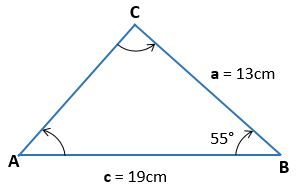 C
a = 13cm
55°
A
B
c = 19cm